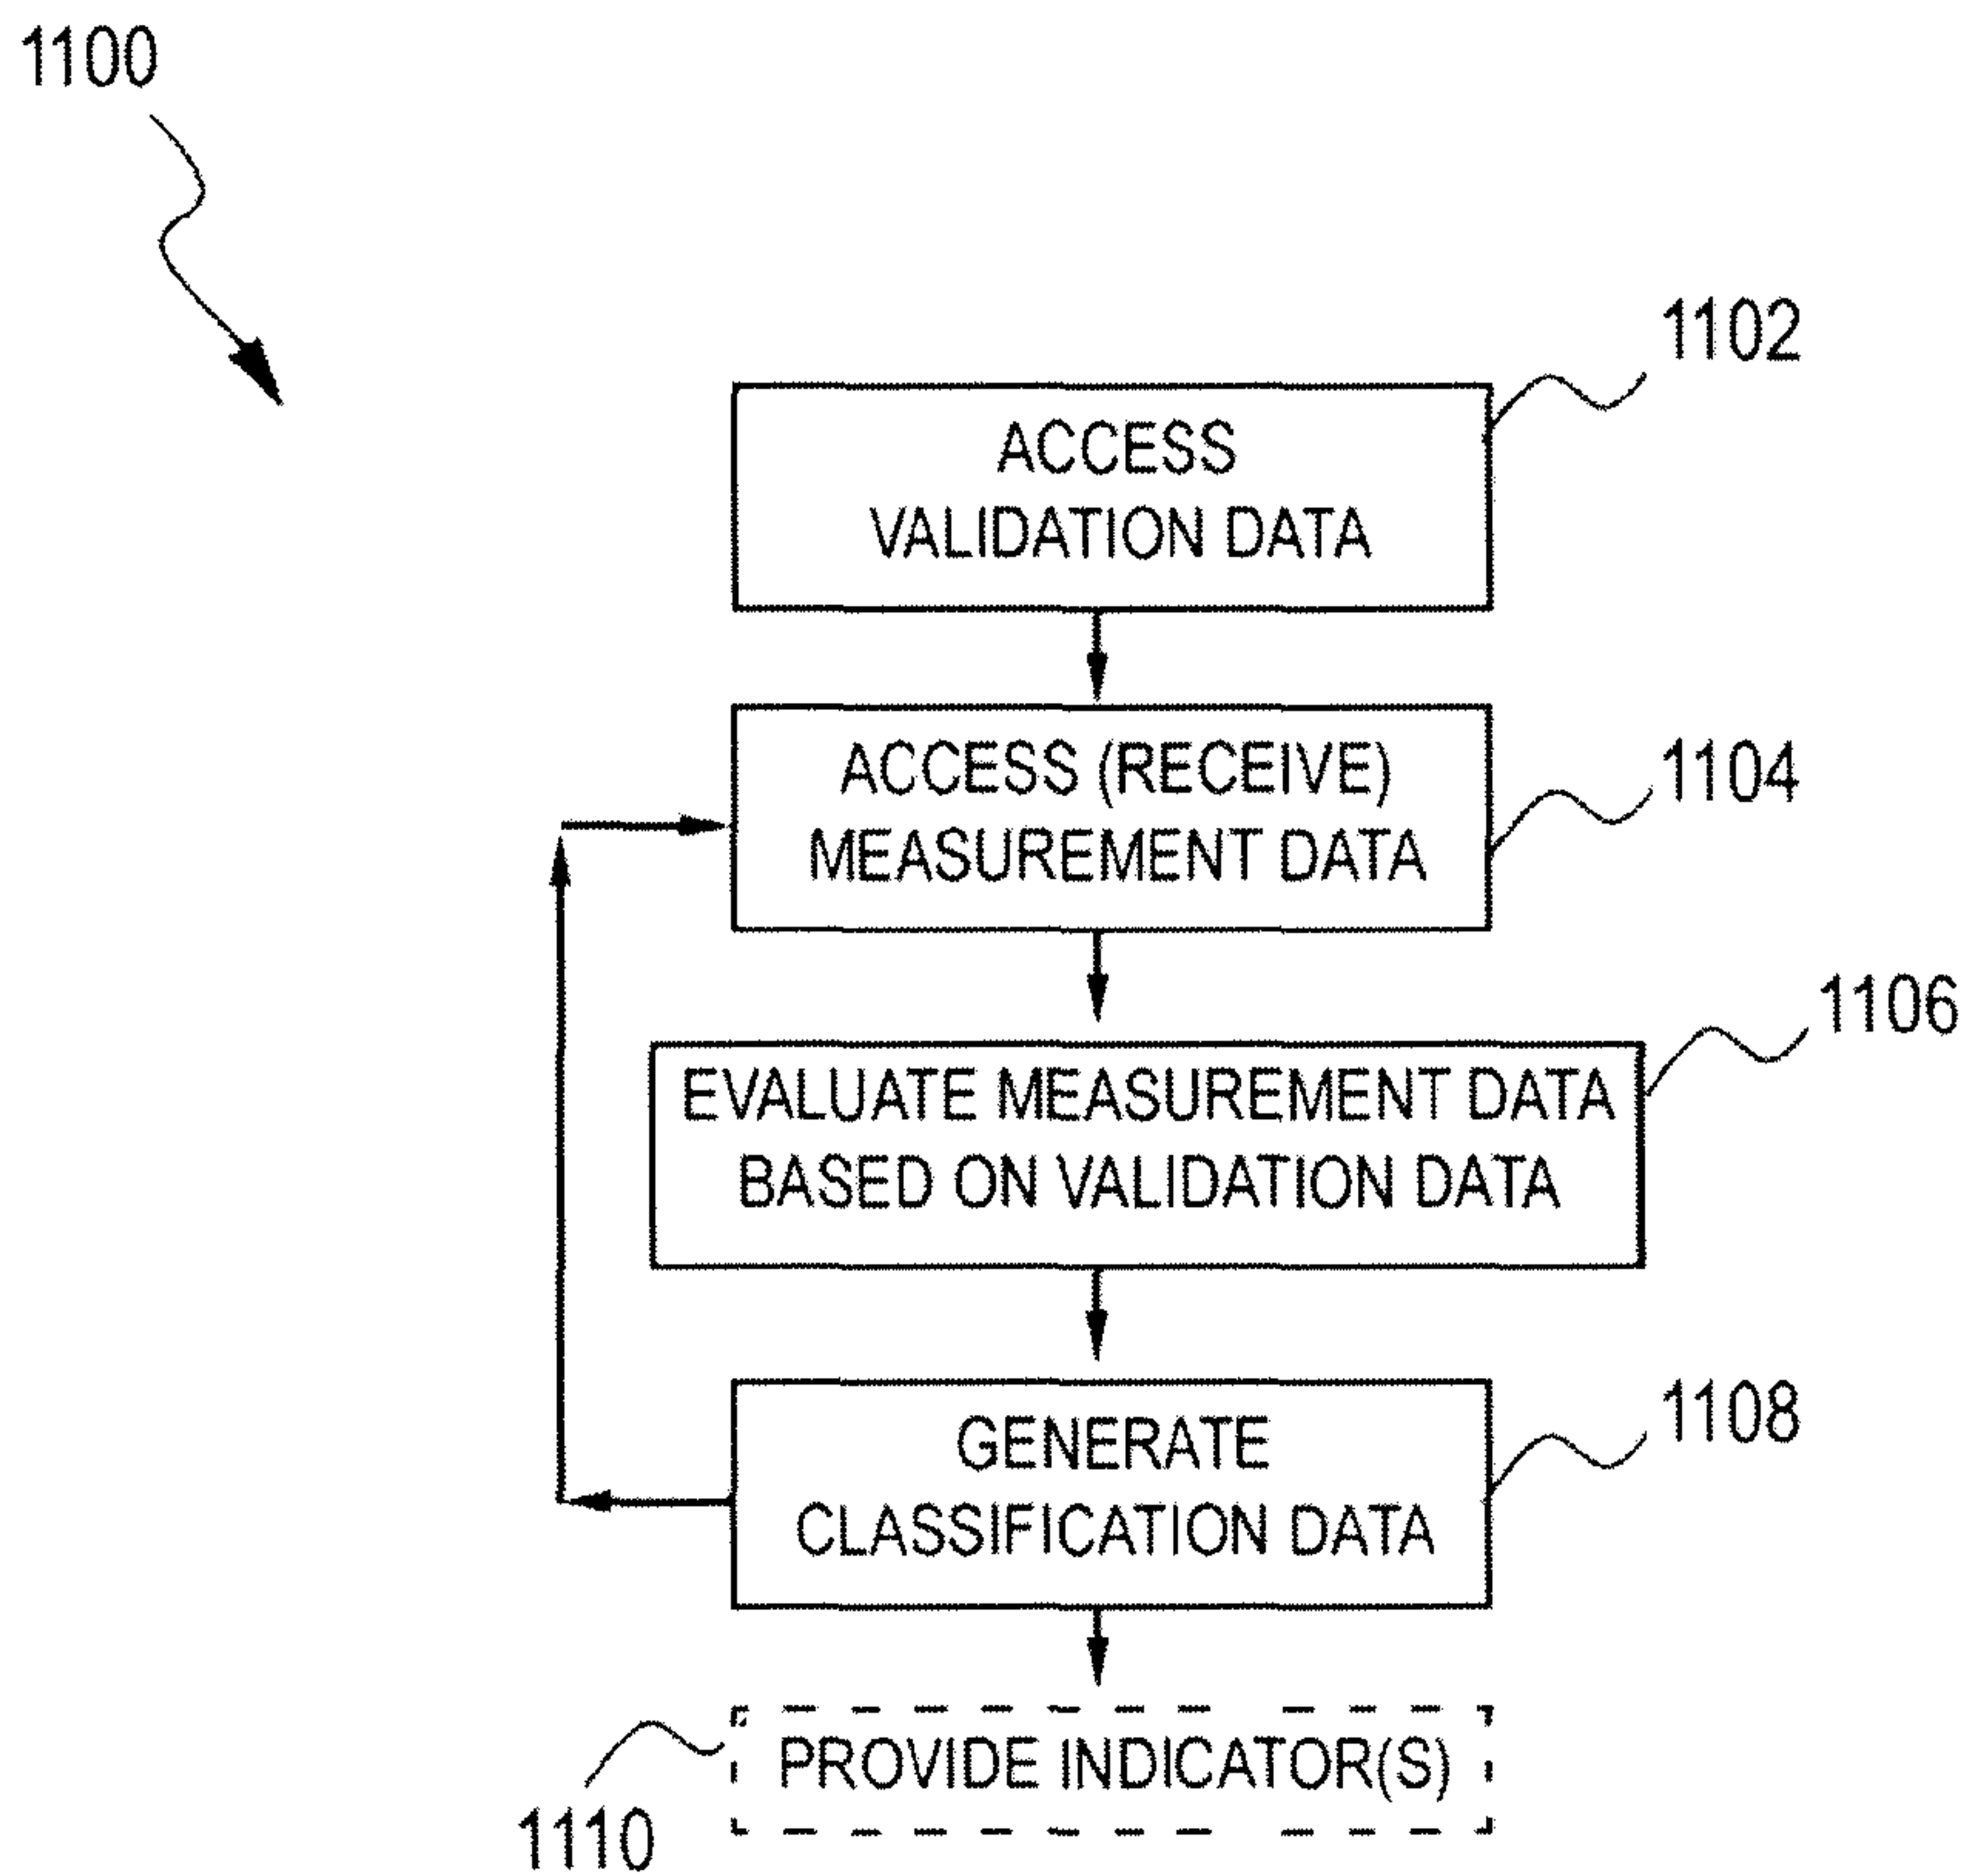 1100
1102
ACCESS
VALIDATION DATA
1104
ACCESS (RECEIVE)
MEASUREMENT DATA
1106
EVALUATE MEASUREMENT DATA
BASED ON VALIDATION DATA
1108
GENERATE
CLASSIFICATION DATA
PROVIDE INDICATOR(S)
1110